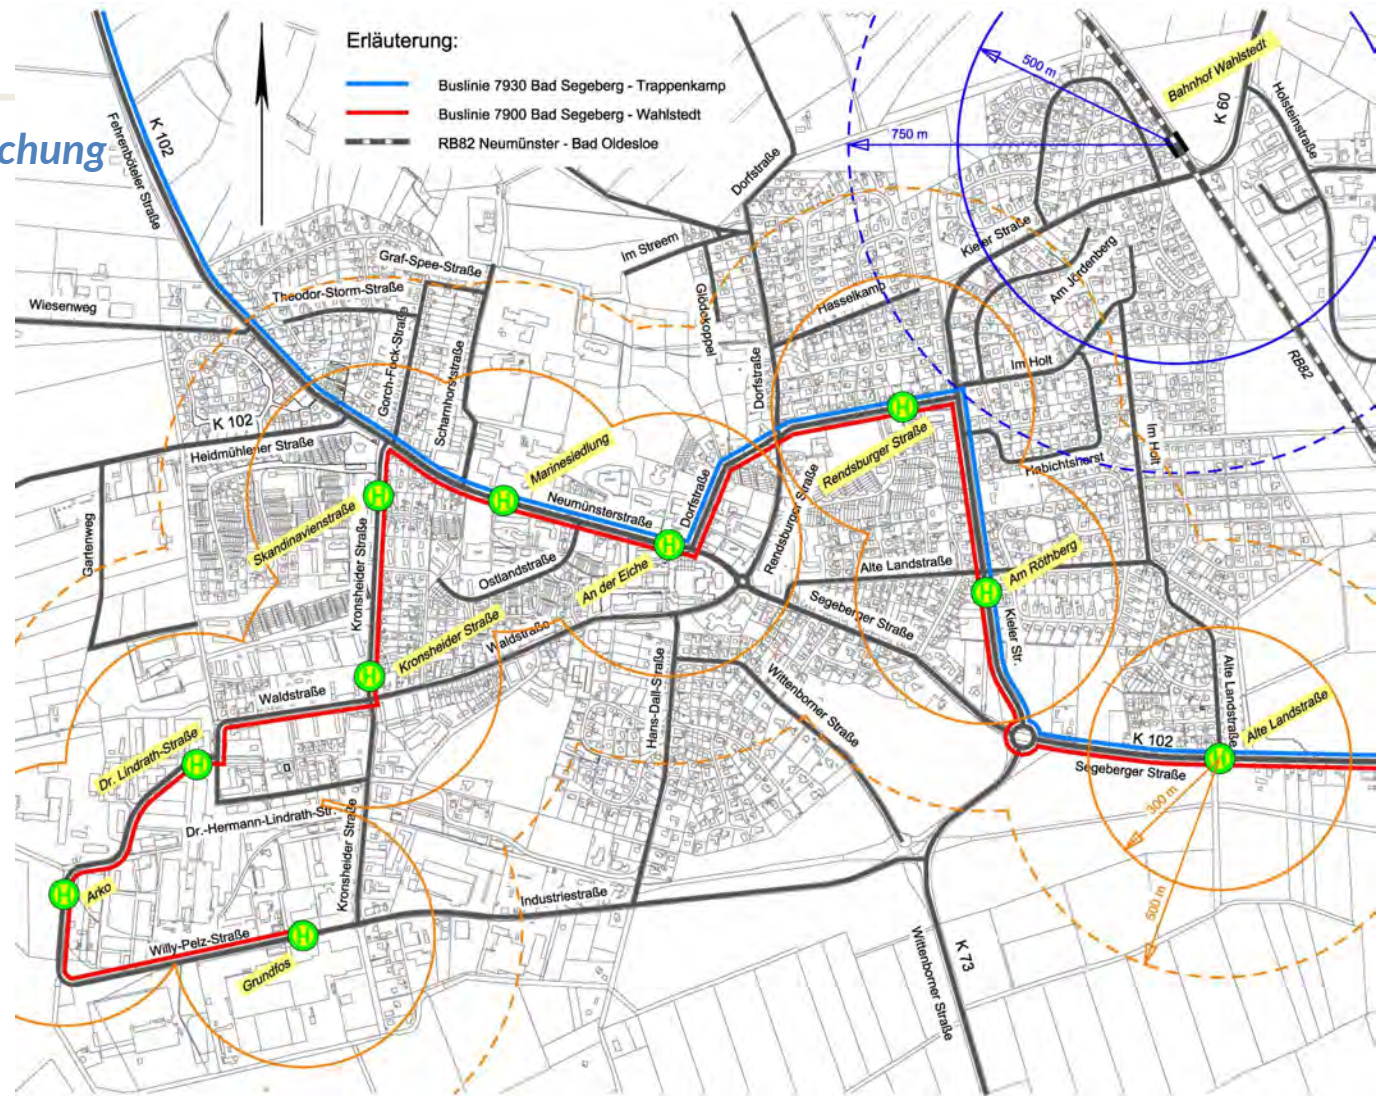 chung
Erläuterung:
Buslinie 7930 Bad Segeberg - Trappenkamp
Buslinie 7900 Bad Segeberg - Wahlstedt
RB82 Neumünster - Bad Oldesloe
K 102
Fehrenböteler Straße
500 m
750 m
Bahnhof Wahlstedt
K 60
Holsteinstraße
Dorfstraße
Im Streem
Glödekoppel
Kieler Straße
Am Jördenberg
Hasselkamp
Graf-Spee-Straße
Theodor-Storm-Straße
Wiesenweg
Gorch-Fock-Straße
Scharnhorststraße
Dorfstraße
Im Holt
RB82
K 102
Heidmühlener Straße
Marinesiedlung
H
Rendsburger Straße
Habichtshorst
Im Holt
Gartenweg
H
Skandinavienstraße
H
Neumünsterstraße
Dorfstraße
Rendsburger Straße
Kronsheider Straße
Ostlandstraße
H
An der Eiche
Alte Landstraße
Am Röthberg
H
Segeberger Straße
Kieler Str.
Kronsheider Straße
H
Waldstraße
Waldstraße
Hans-Dall-Straße
Wittenborner Straße
Alte Landstraße
Alte Landstraße
Dr. Lindrath-Straße
H
K 102
Segeberger Straße
H
300 m
600 m
Dr.-Hermann-Lindrath-Str.
Kronsheider Straße
H
Arko
Industriestraße
Willy-Pelz-Straße
H
Grundfos
Wittenborner Straße
K 73